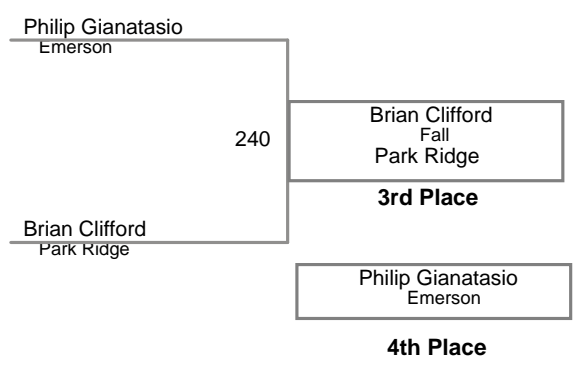 Philip Gianatasio
Emerson
240
Brian Clifford
Fall
Park Ridge
3rd Place
Brian Clifford
Park Ridge
Philip Gianatasio
Emerson
4th Place